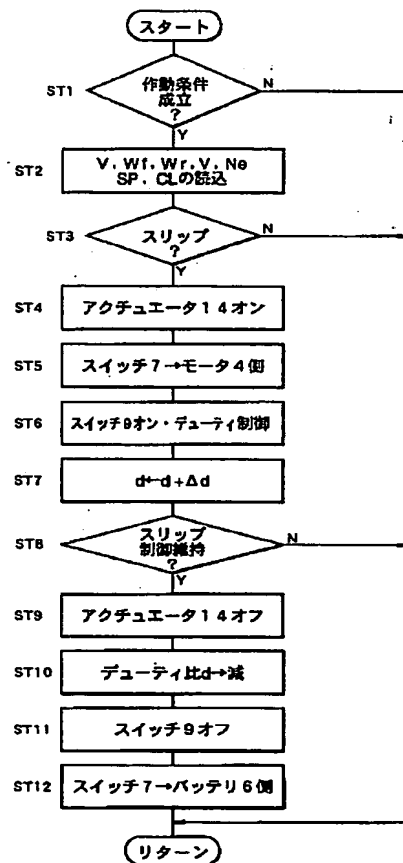 スタート
ST1
作動条件
成立
?
N
Y
ST2
V, Wf, Wr, V, Ne
SP, CLの読込
ST3
スリップ
?
N
Y
ST4
アクチュエータ14オン
ST5
スイッチ7→モータ4側
ST6
スイッチ9オン・デューティ制御
ST7
d←d+Δd
ST8
スリップ
制御維持
?
N
Y
ST9
アクチュエータ14オフ
ST10
デューティ比d→減
ST11
スイッチ9オフ
ST12
スイッチ7→バッテリ6側
リターン